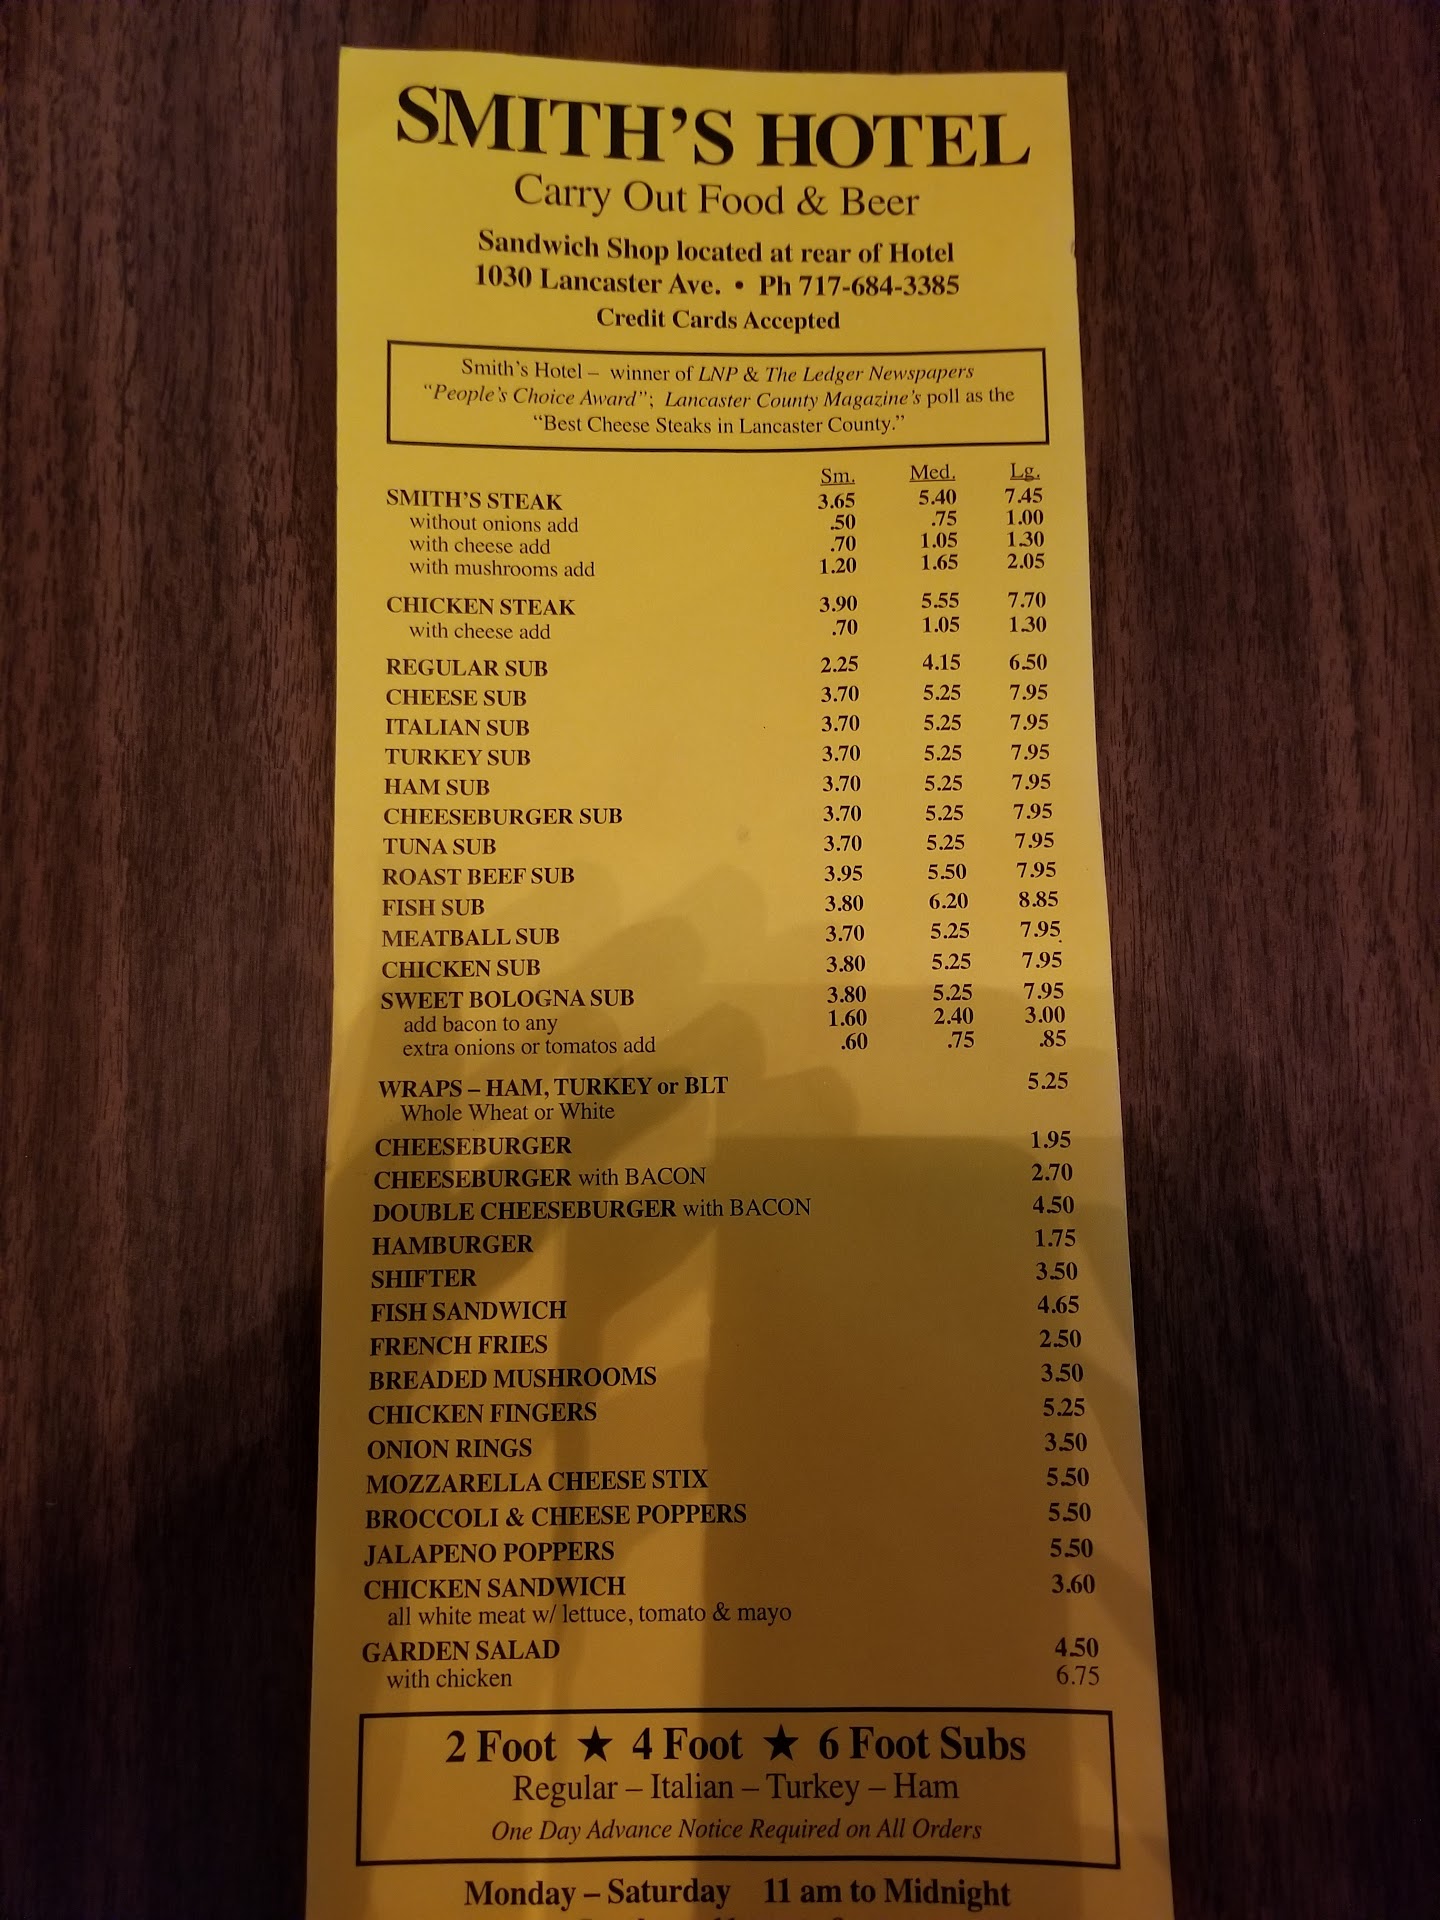 SMITH'S HOTEL
Carry Out Food & Beer
Sandwich Shop located at rear of Hotel
1030 Lancaster Ave. • Ph 717-684-3385
Credit Cards Accepted
Smith's Hotel – winner of LNP & The Ledger Newspapers
"People's Choice Award"; Lancaster County Magazine's poll as the
"Best Cheese Steaks in Lancaster County."
Sm. Med. Lg.
SMITH'S STEAK 3.65 5.40 7.45
without onions add .50 .75 1.00
with cheese add .70 1.05 1.30
with mushrooms add 1.20 1.65 2.05
CHICKEN STEAK 3.90 5.55 7.70
with cheese add .70 1.05 1.30
REGULAR SUB 2.25 4.15 6.50
CHEESE SUB 3.70 5.25 7.95
ITALIAN SUB 3.70 5.25 7.95
TURKEY SUB 3.70 5.25 7.95
HAM SUB 3.70 5.25 7.95
CHEESEBURGER SUB 3.70 5.25 7.95
TUNA SUB 3.70 5.25 7.95
ROAST BEEF SUB 3.95 5.50 7.95
FISH SUB 3.80 6.20 8.85
MEATBALL SUB 3.70 5.25 7.95
CHICKEN SUB 3.80 5.25 7.95
SWEET BOLOGNA SUB 3.80 5.25 7.95
add bacon to any 1.60 2.40 3.00
extra onions or tomatos add .60 .75 .85
WRAPS – HAM, TURKEY or BLT 5.25
Whole Wheat or White
CHEESEBURGER 1.95
CHEESEBURGER with BACON 2.70
DOUBLE CHEESEBURGER with BACON 4.50
HAMBURGER 1.75
SHIFTER 3.50
FISH SANDWICH 4.65
FRENCH FRIES 2.50
BREADED MUSHROOMS 3.50
CHICKEN FINGERS 5.25
ONION RINGS 3.50
MOZZARELLA CHEESE STIX 5.50
BROCCOLI & CHEESE POPPERS 5.50
JALAPENO POPPERS 5.50
CHICKEN SANDWICH 3.60
all white meat w/ lettuce, tomato & mayo
GARDEN SALAD 4.50
with chicken 6.75
2 Foot ★ 4 Foot ★ 6 Foot Subs
Regular – Italian – Turkey – Ham
One Day Advance Notice Required on All Orders
Monday – Saturday 11 am to Midnight